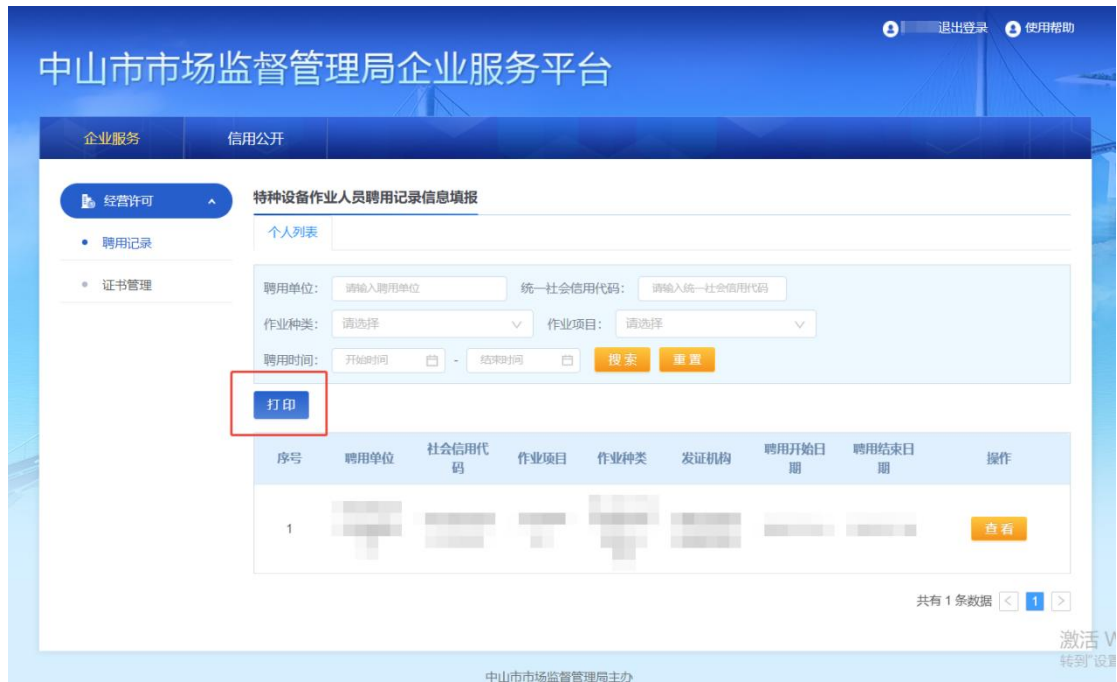 退出登录 使用帮助
中山市市场监督管理局企业服务平台
企业服务 信用公开
经营许可
聘用记录
证书管理
特种设备作业人员聘用记录信息填报
个人列表
聘用单位： 请输入聘用单位 统一社会信用代码： 请输入统一社会信用代码
作业种类： 请选择 作业项目： 请选择
聘用时间： 开始时间 - 结束时间 搜索 重置
打印
序号 聘用单位 社会信用代码 作业项目 作业种类 发证机构 聘用开始日期 聘用结束日期 操作
1 查看
共有 1 条数据 < 1 >
激活 W
转到"设置
中山市市场监督管理局主办